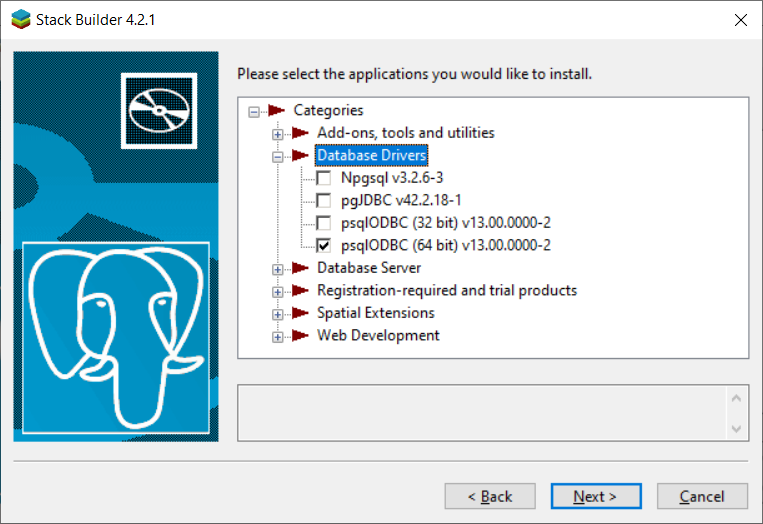 Stack Builder 4.2.1
Please select the applications you would like to install.
Categories
Add-ons, tools and utilities
Database Drivers
Npgsql v3.2.6-3
pgJDBC v42.2.18-1
psqlODBC (32 bit) v13.00.0000-2
psqlODBC (64 bit) v13.00.0000-2
Database Server
Registration-required and trial products
Spatial Extensions
Web Development
< Back
Next >
Cancel